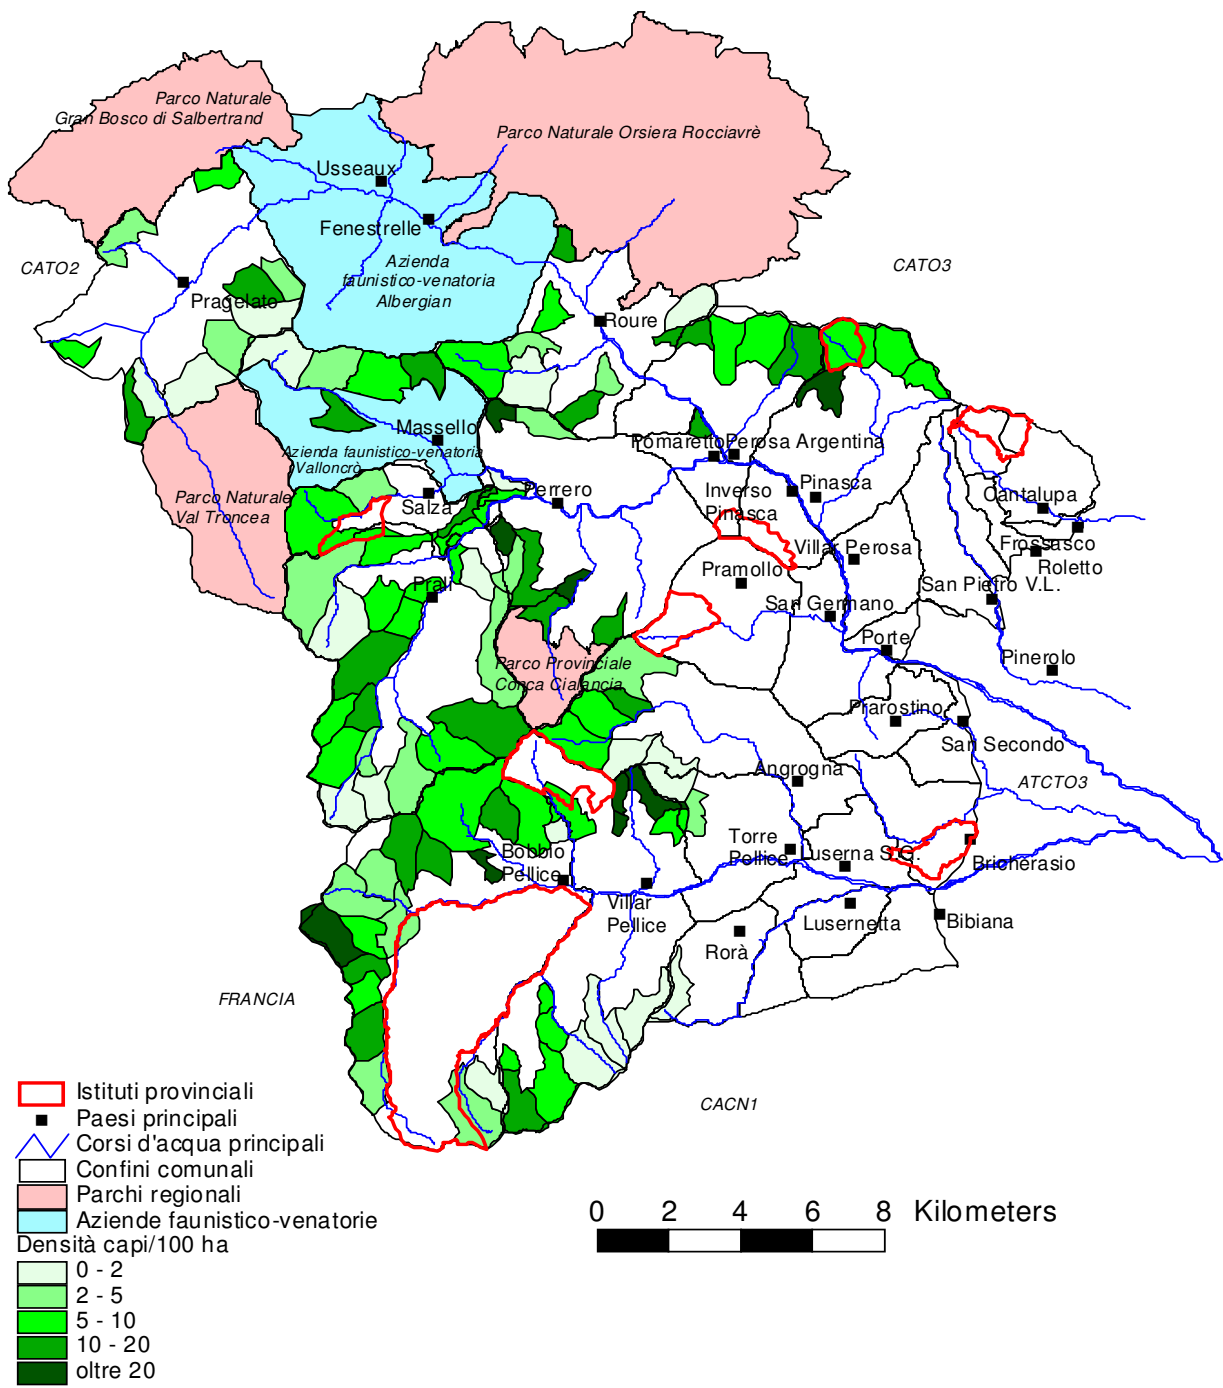 Parco Naturale
Gran Bosco di Salbertrand
Parco Naturale Orsiera Rocciavrè
Usseaux
Fenestrelle
CATO2
Azienda
faunistico-venatoria
Albergian
CATO3
Pragelato
Roure
Massello
Azienda faunistico-venatoria
Valloncrò
Pomaretto
Perosa Argentina
Parco Naturale
Val Troncea
Salza
Perrero
Inverso
Pinasca
Pinasca
Cantalupa
Frossasco
Roletto
Villar Perosa
Pramollo
Prali
San Pietro V.L.
San Germano
Porte
Pinerolo
Parco Provinciale
Conca Cialancia
Prarostino
San Secondo
Angrogna
ATCTO3
Torre
Pellice
Luserna S.G.
Bricherasio
Bobbio
Pellice
Villar
Pellice
Lusernetta
Bibiana
Rorà
FRANCIA
CACN1
Istituti provinciali
Paesi principali
Corsi d'acqua principali
Confini comunali
Parchi regionali
Aziende faunistico-venatorie
Densità capi/100 ha
0 - 2
2 - 5
5 - 10
10 - 20
oltre 20
0 2 4 6 8 Kilometers